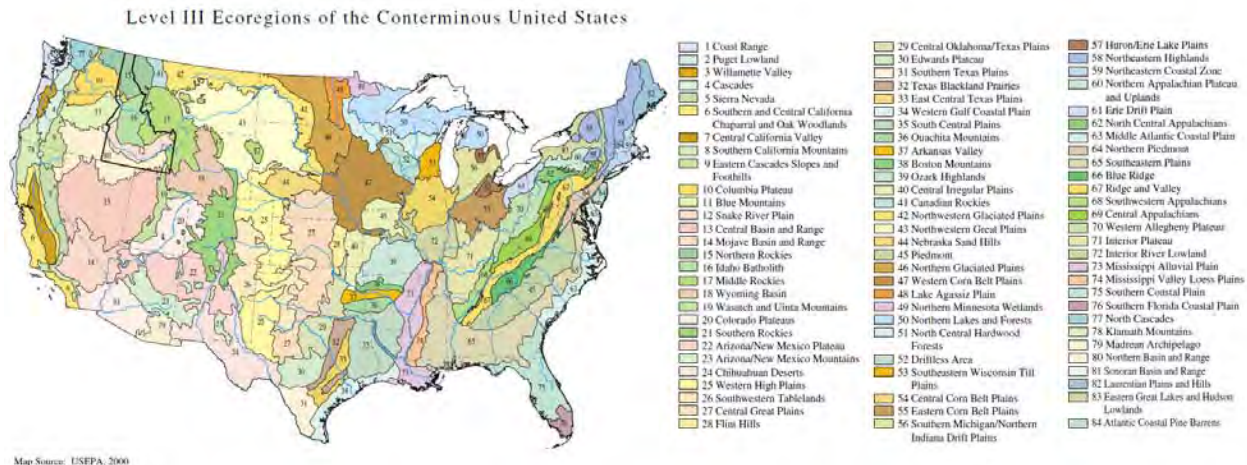 Level III Ecoregions of the Conterminous United States
1 Coast Range
2 Puget Lowland
3 Willamette Valley
4 Cascades
5 Sierra Nevada
6 Southern and Central California
Chaparral and Oak Woodlands
7 Central California Valley
8 Southern California Mountains
9 Eastern Cascades Slopes and
Foothills
10 Columbia Plateau
11 Blue Mountains
12 Snake River Plain
13 Central Basin and Range
14 Mojave Basin and Range
15 Northern Rockies
16 Idaho Batholith
17 Middle Rockies
18 Wyoming Basin
19 Wasatch and Uinta Mountains
20 Colorado Plateaus
21 Southern Rockies
22 Arizona/New Mexico Plateau
23 Arizona/New Mexico Mountains
24 Chihuahuan Deserts
25 Western High Plains
26 Southwestern Tablelands
27 Central Great Plains
28 Flint Hills
29 Central Oklahoma/Texas Plains
30 Edwards Plateau
31 Southern Texas Plains
32 Texas Blackland Prairies
33 East Central Texas Plains
34 Western Gulf Coastal Plain
35 South Central Plains
36 Ouachita Mountains
37 Arkansas Valley
38 Boston Mountains
39 Ozark Highlands
40 Central Irregular Plains
41 Canadian Rockies
42 Northwestern Glaciated Plains
43 Northwestern Great Plains
44 Nebraska Sand Hills
45 Piedmont
46 Northern Glaciated Plains
47 Western Corn Belt Plains
48 Lake Agassiz Plain
49 Northern Minnesota Wetlands
50 Northern Lakes and Forests
51 North Central Hardwood
Forests
52 Driftless Area
53 Southeastern Wisconsin Till
Plains
54 Central Corn Belt Plains
55 Eastern Corn Belt Plains
56 Southern Michigan/Northern
Indiana Drift Plains
57 Huron/Erie Lake Plains
58 Northeastern Highlands
59 Northeastern Coastal Zone
60 Northern Appalachian Plateau
and Uplands
61 Erie Drift Plain
62 North Central Appalachians
63 Middle Atlantic Coastal Plain
64 Northern Piedmont
65 Southeastern Plains
66 Blue Ridge
67 Ridge and Valley
68 Southwestern Appalachians
69 Central Appalachians
70 Western Allegheny Plateau
71 Interior Plateau
72 Interior River Lowland
73 Mississippi Alluvial Plain
74 Mississippi Valley Loess Plains
75 Southern Coastal Plain
76 Southern Florida Coastal Plain
77 North Cascades
78 Klamath Mountains
79 Madrean Archipelago
80 Northern Basin and Range
81 Sonoran Basin and Range
82 Laurentian Plains and Hills
83 Eastern Great Lakes and Hudson
Lowlands
84 Atlantic Coastal Pine Barrens
Map Source: USEPA, 2000